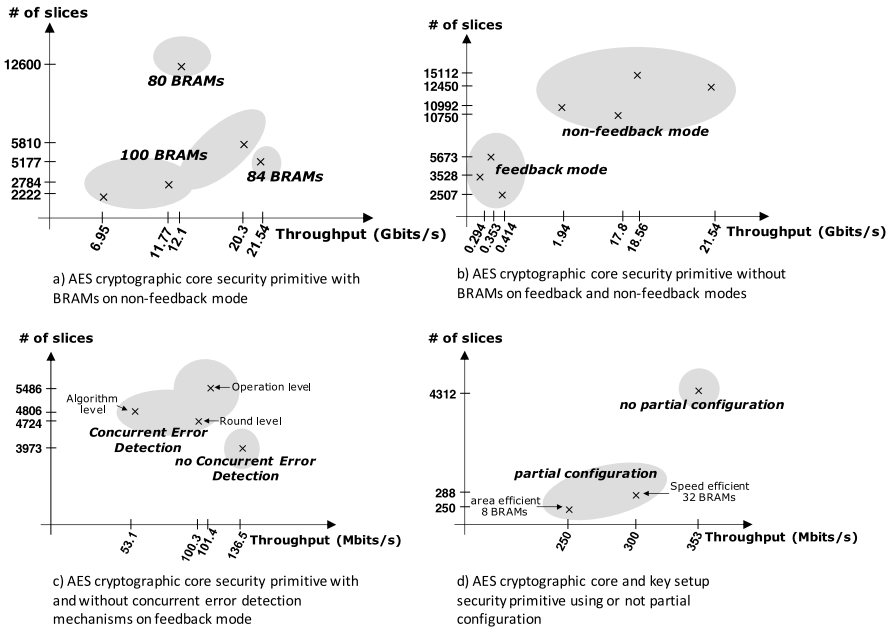 # of slices
12600
80 BRAMs
5810
5177
2784
2222
100 BRAMs
84 BRAMs
6.95
11.77
12.1
20.3
21.54
Throughput (Gbits/s)
a) AES cryptographic core security primitive with
BRAMs on non-feedback mode
# of slices
15112
12450
10992
10750
non-feedback mode
5673
3528
2507
feedback mode
0.294
0.353
0.414
1.94
17.8
18.56
21.54
Throughput (Gbits/s)
b) AES cryptographic core security primitive without
BRAMs on feedback and non-feedback modes
# of slices
5486
4806
4724
3973
Algorithm
level
Operation level
Round level
Concurrent Error
Detection
no Concurrent Error
Detection
53.1
100.3
101.4
136.5
Throughput (Mbits/s)
c) AES cryptographic core security primitive with
and without concurrent error detection
mechanisms on feedback mode
# of slices
4312
no partial configuration
partial configuration
288
250
area efficient
8 BRAMs
Speed efficient
32 BRAMs
250
300
353
Throughput (Mbits/s)
d) AES cryptographic core and key setup
security primitive using or not partial
configuration